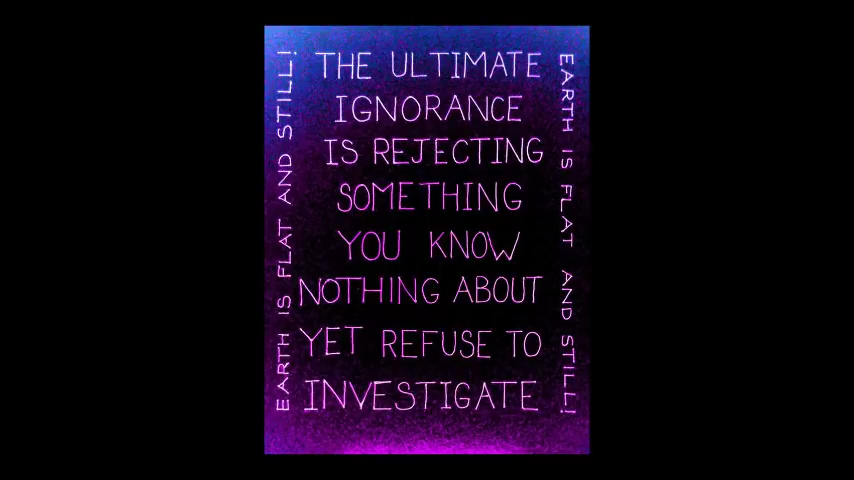 THE ULTIMATE
IGNORANCE
IS REJECTING
SOMETHING
YOU KNOW
NOTHING ABOUT
YET REFUSE TO
INVESTIGATE
EARTH IS FLAT AND STILL!
EARTH IS FLAT AND STILL!